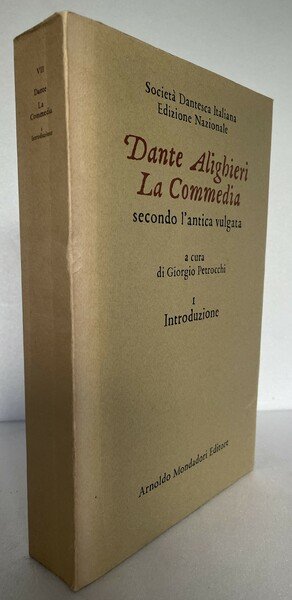 VII
Dante
La
Commedia
I
Introduzione
Società Dantesca Italiana
Edizione Nazionale
Dante Alighieri
La Commedia
secondo l'antica vulgata
a cura
di Giorgio Petrocchi
I
Introduzione
Arnoldo Mondadori Editore